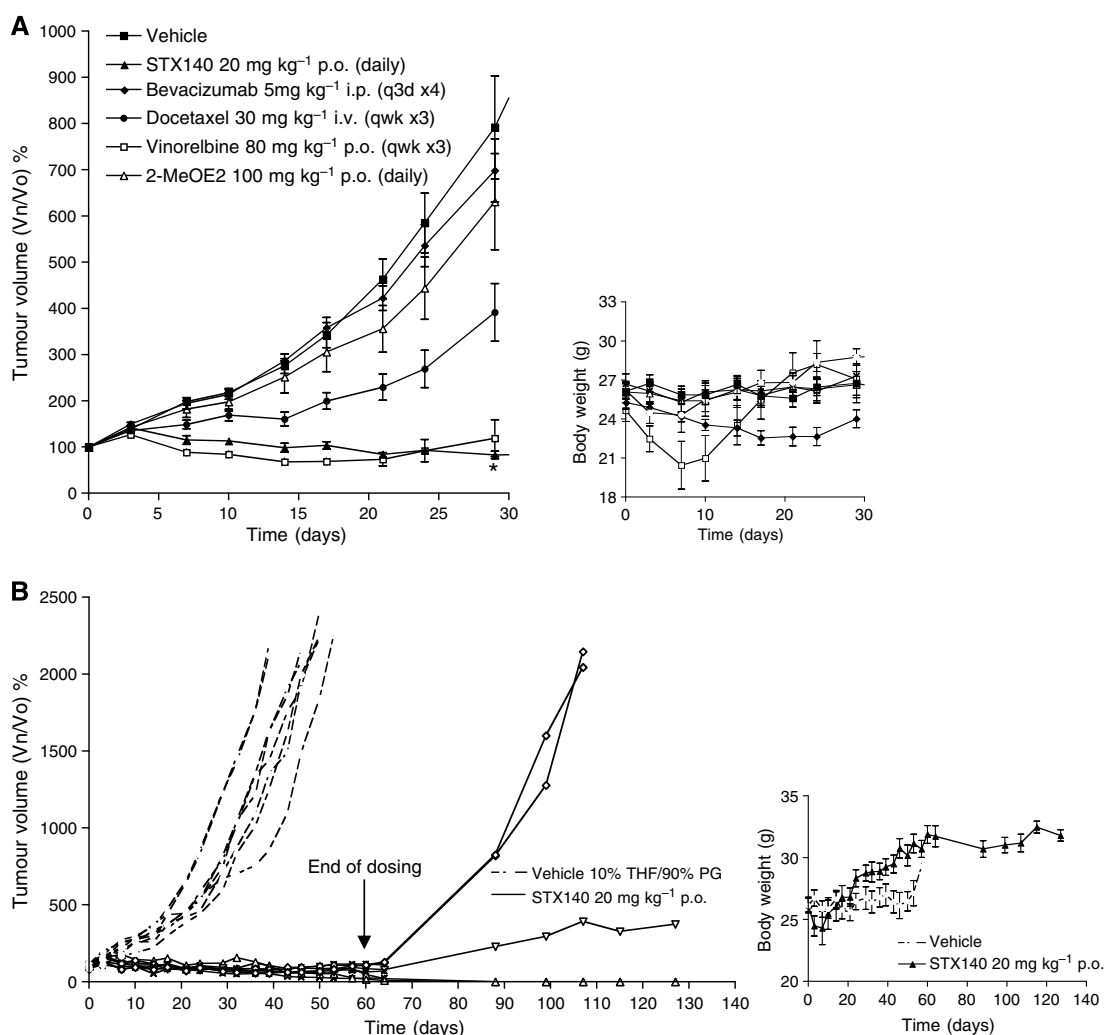 A
Vehicle
STX140 20 mg kg⁻¹ p.o. (daily)
Bevacizumab 5mg kg⁻¹ i.p. (q3d x4)
Docetaxel 30 mg kg⁻¹ i.v. (qwk x3)
Vinorelbine 80 mg kg⁻¹ p.o. (qwk x3)
2-MeOE2 100 mg kg⁻¹ p.o. (daily)
Tumour volume (Vn/Vo) %
1000
900
800
700
600
500
400
300
200
100
0
*
0 5 10 15 20 25 30
Time (days)
Body weight (g)
33
30
27
24
21
18
0 10 20 30
Time (days)
B
Tumour volume (Vn/Vo) %
2500
2000
1500
1000
500
0
End of dosing
Vehicle 10% THF/90% PG
STX140 20 mg kg⁻¹ p.o.
0 10 20 30 40 50 60 70 80 90 100 110 120 130 140
Time (days)
Body weight (g)
35
30
25
20
Vehicle
STX140 20 mg kg⁻¹ p.o.
0 20 40 60 80 100 120 140
Time (days)